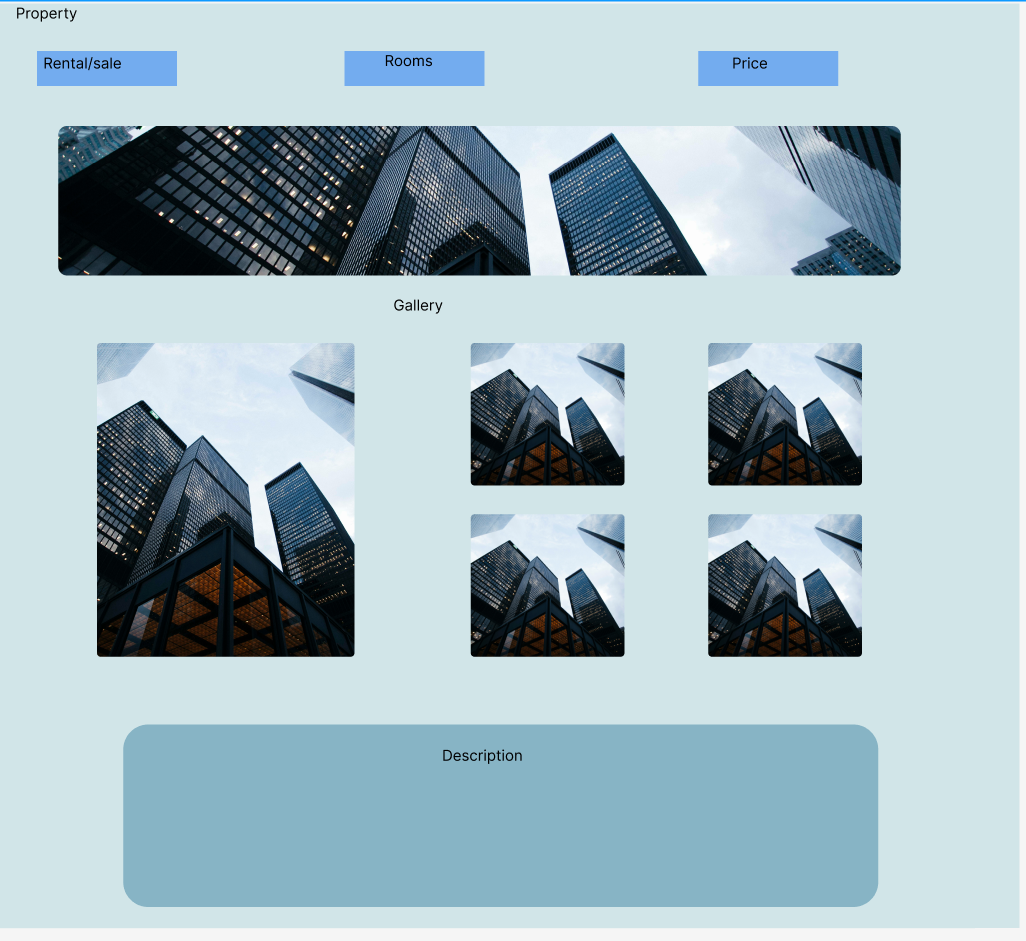 Property
Rental/sale
Rooms
Price
Gallery
Description